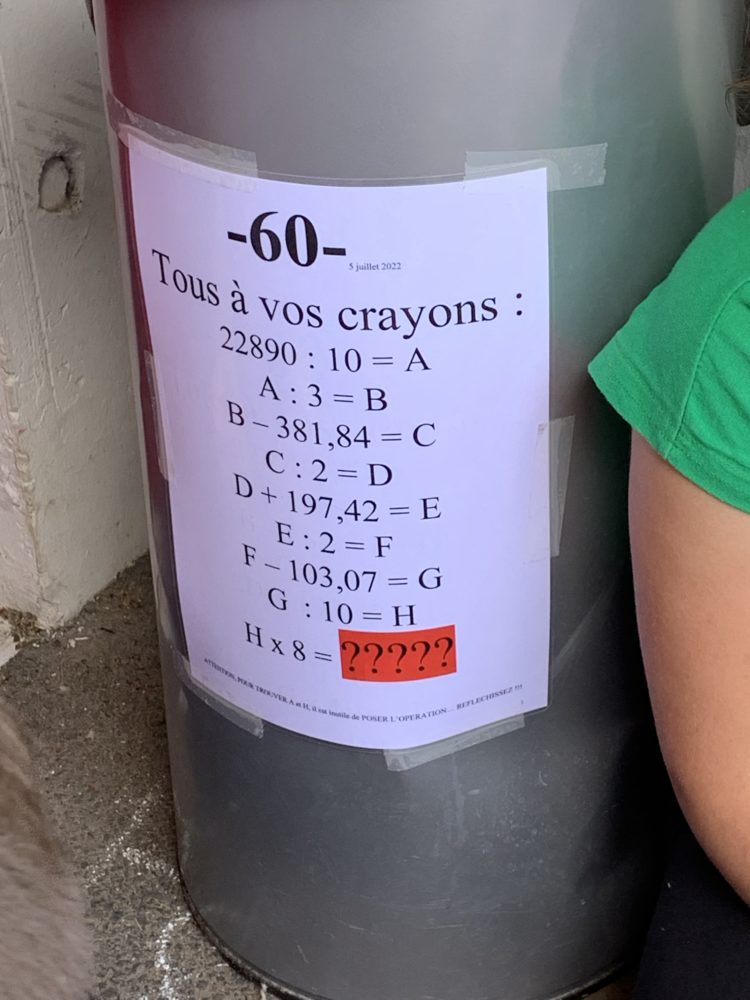 -60-
5 juillet 2022
Tous à vos crayons :
22890 : 10 = A
A : 3 = B
B – 381,84 = C
C : 2 = D
D + 197,42 = E
E : 2 = F
F – 103,07 = G
G : 10 = H
H x 8 = ?????
ATTENTION, POUR TROUVER A et H, il est inutile de POSER L'OPERATION… REFLECHISSEZ !!!